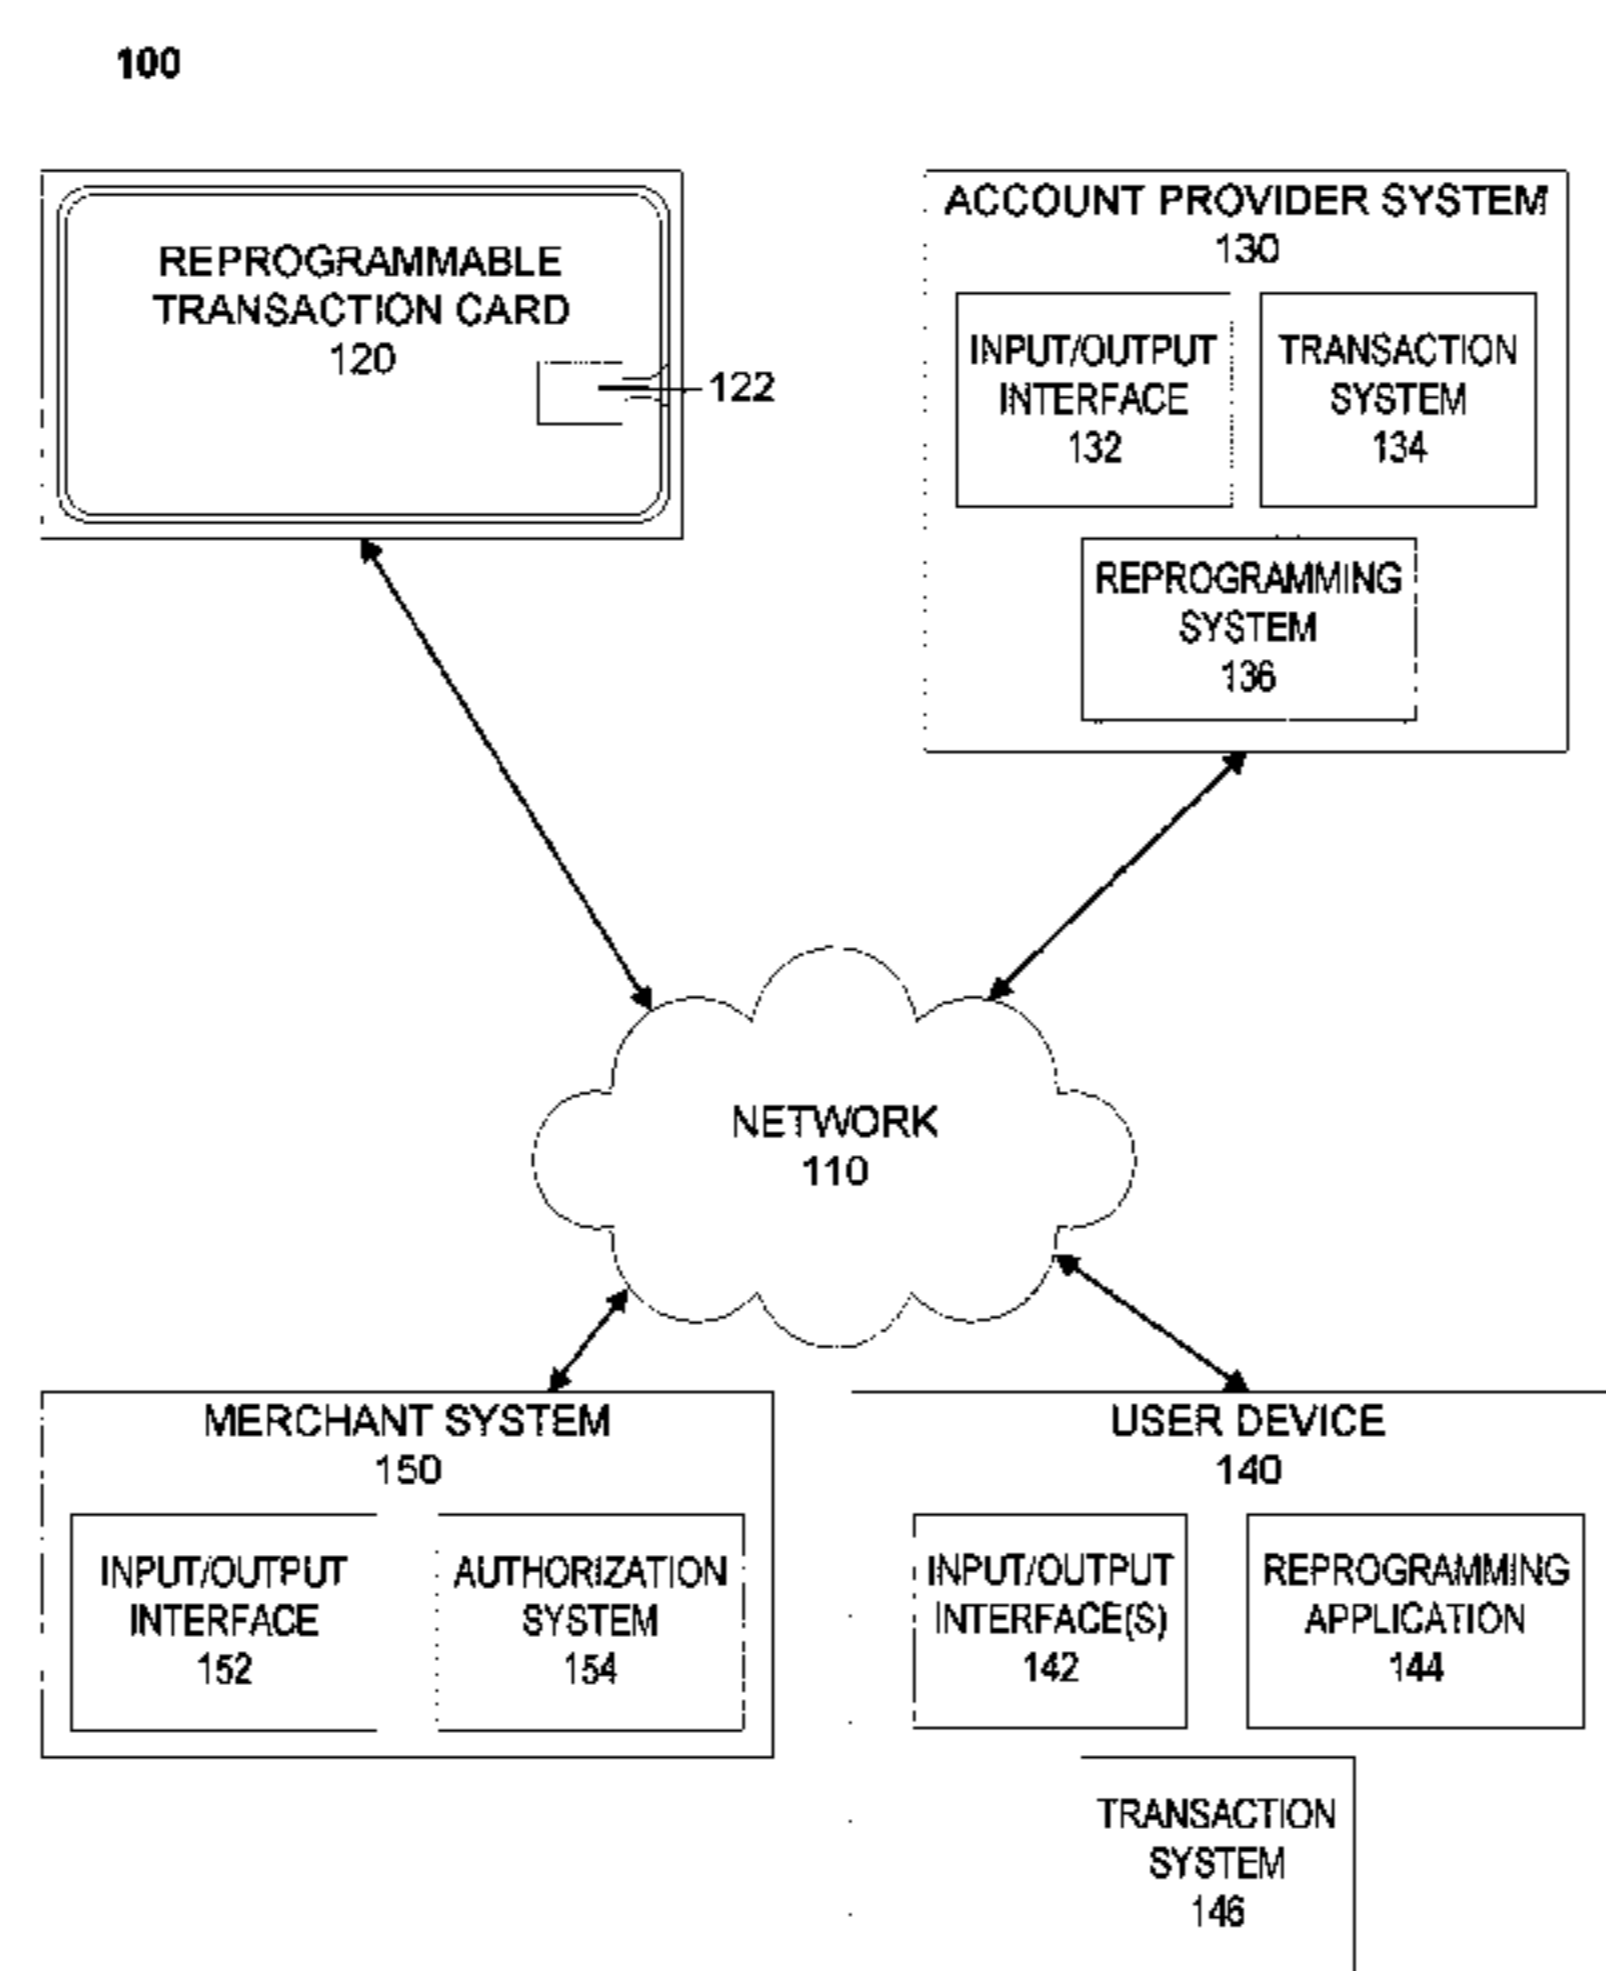 100
REPROGRAMMABLE
TRANSACTION CARD
120
122
ACCOUNT PROVIDER SYSTEM
130
INPUT/OUTPUT
INTERFACE
132
TRANSACTION
SYSTEM
134
REPROGRAMMING
SYSTEM
136
NETWORK
110
MERCHANT SYSTEM
150
INPUT/OUTPUT
INTERFACE
152
AUTHORIZATION
SYSTEM
154
USER DEVICE
140
INPUT/OUTPUT
INTERFACE(S)
142
REPROGRAMMING
APPLICATION
144
TRANSACTION
SYSTEM
146